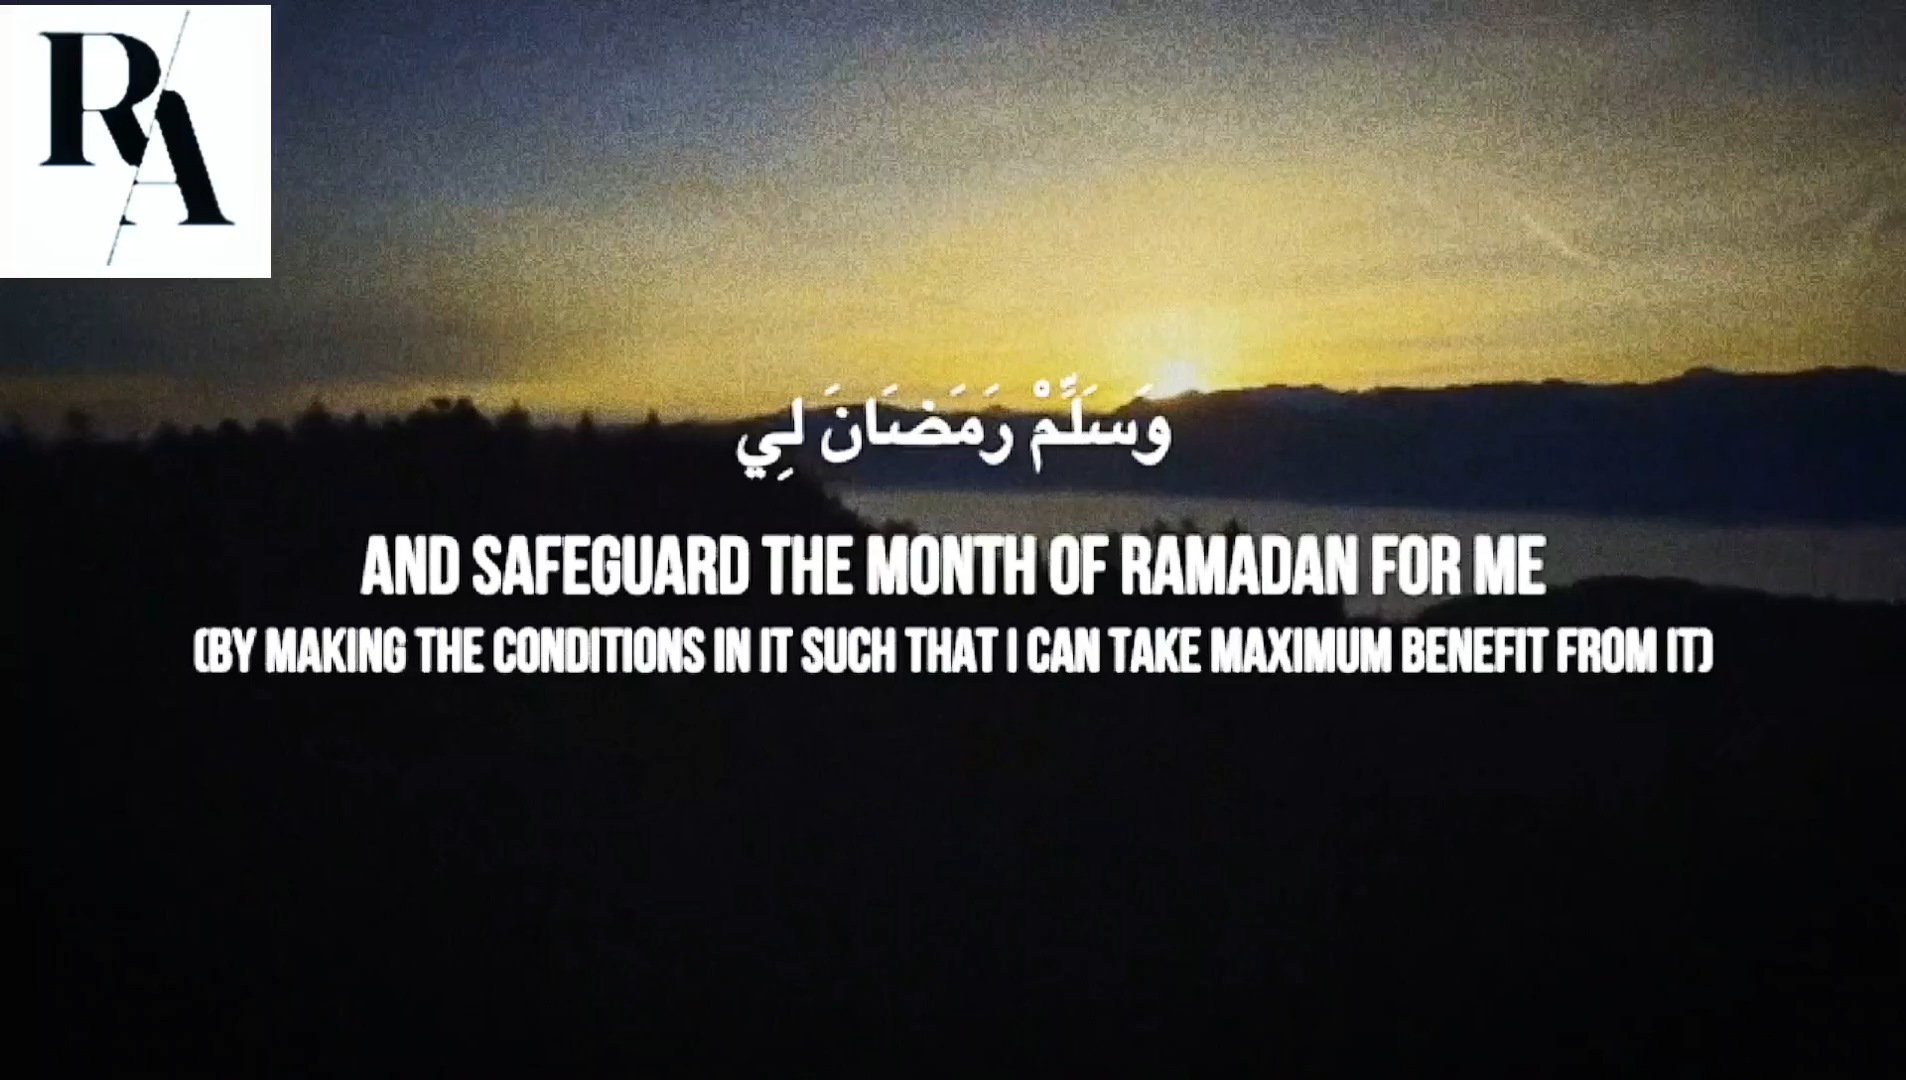 RA
وَسَلِّمْ رَمَضَانَ لِي
AND SAFEGUARD THE MONTH OF RAMADAN FOR ME
(BY MAKING THE CONDITIONS IN IT SUCH THAT I CAN TAKE MAXIMUM BENEFIT FROM IT)